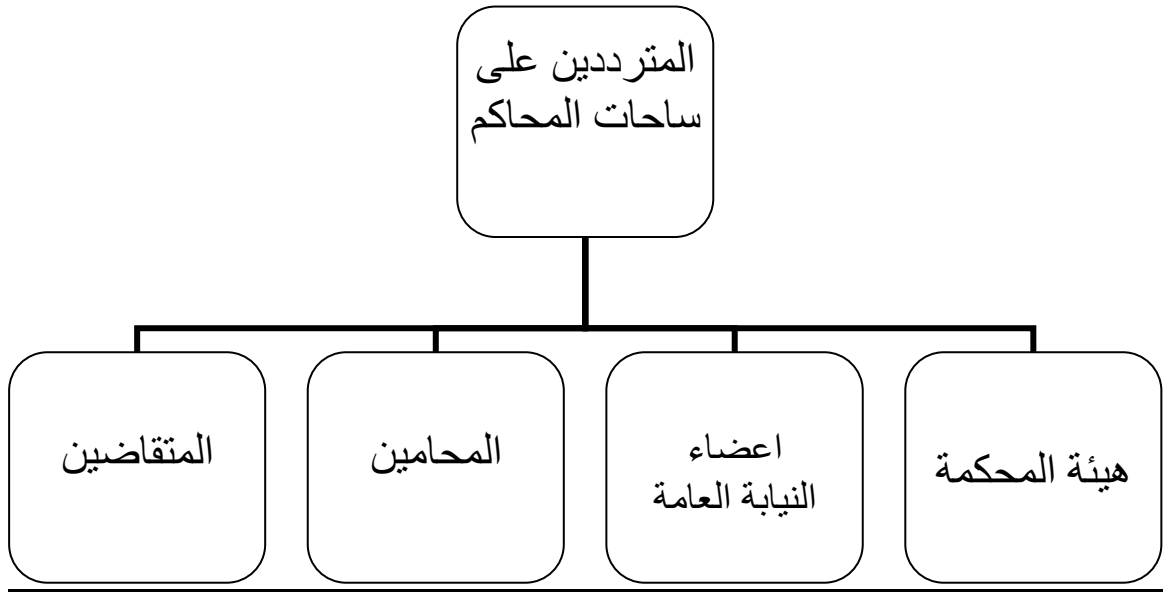 المترددين على
ساحات المحاكم
هيئة المحكمة
اعضاء
النيابة العامة
المحامين
المتقاضين